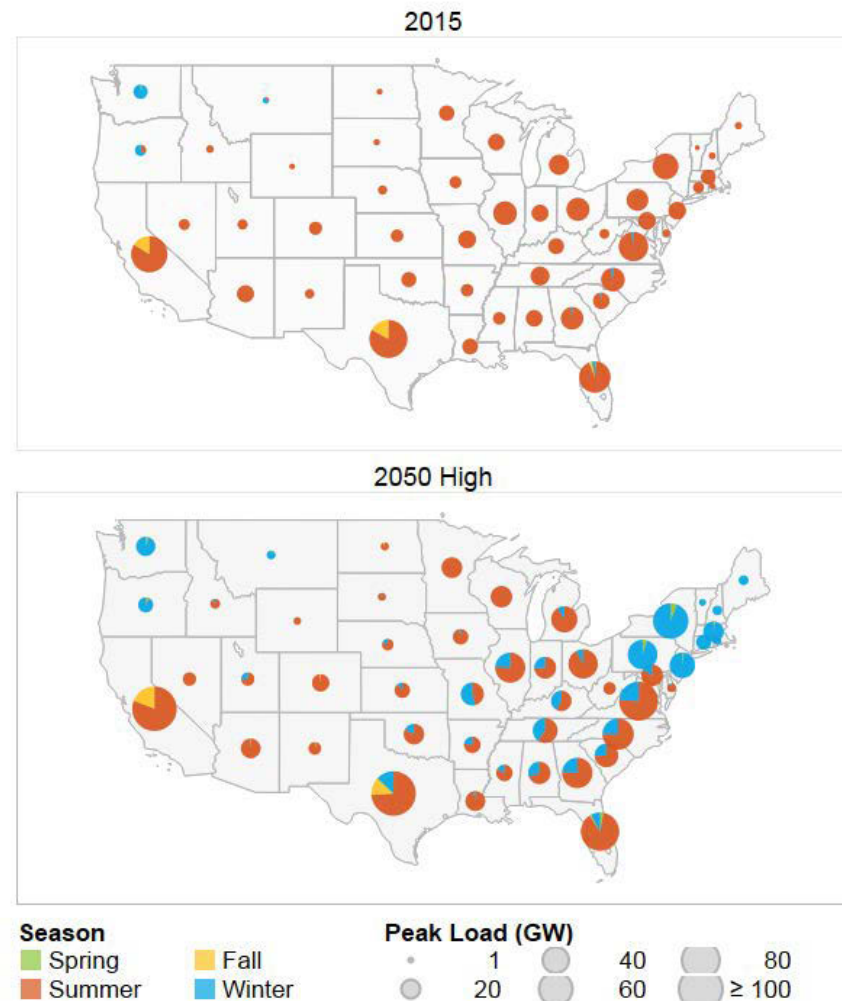 2015
2050 High
Season
Peak Load (GW)
Spring
Fall
1
40
80
Summer
Winter
20
60
≥ 100